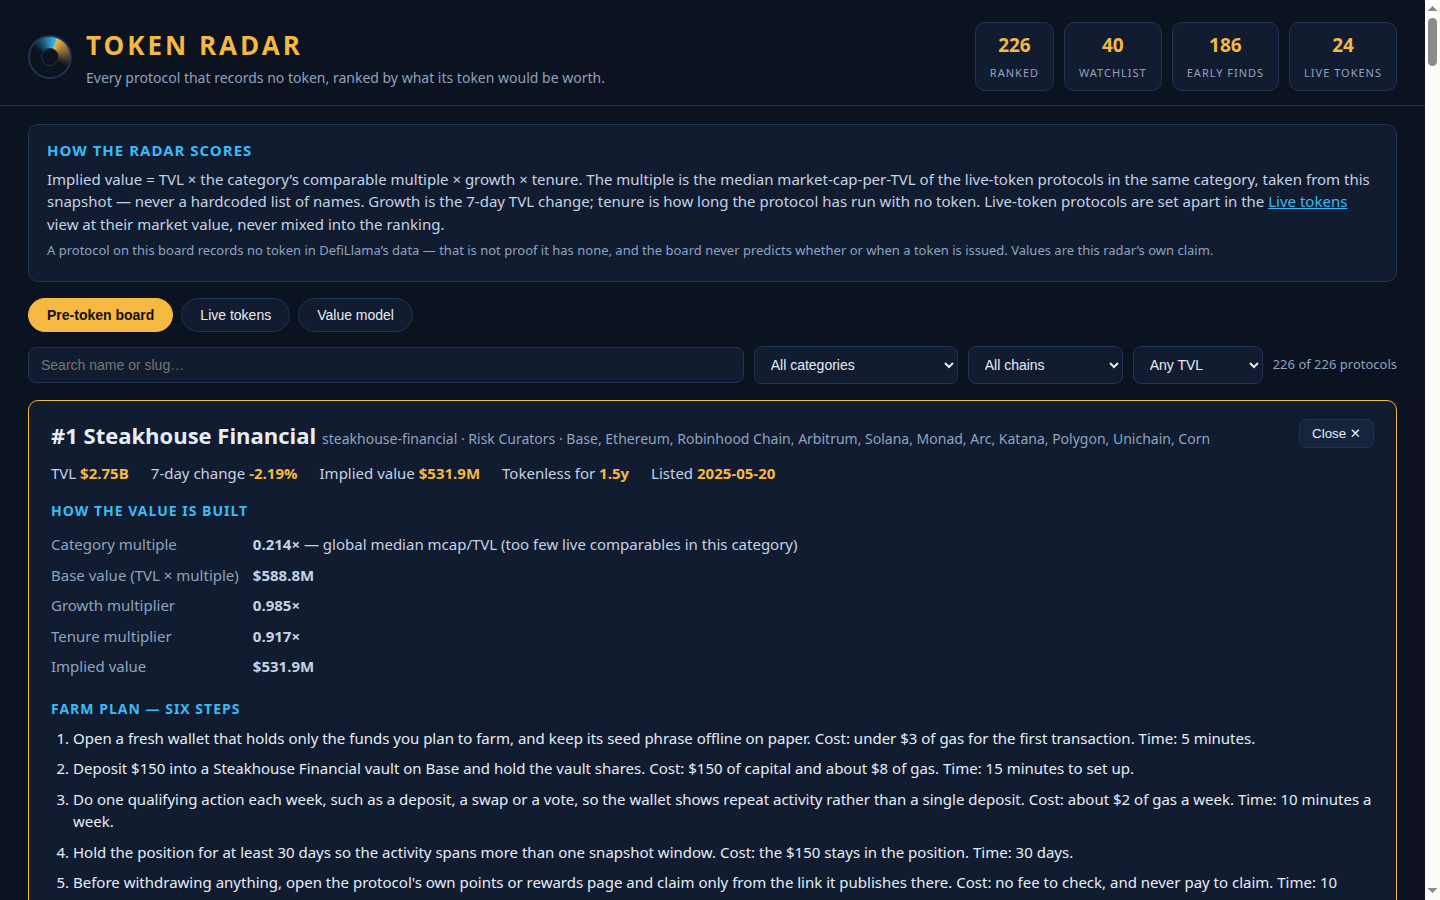 TOKEN RADAR
Every protocol that records no token, ranked by what its token would be worth.
226
RANKED
40
WATCHLIST
186
EARLY FINDS
24
LIVE TOKENS
HOW THE RADAR SCORES
Implied value = TVL × the category's comparable multiple × growth × tenure. The multiple is the median market-cap-per-TVL of the live-token protocols in the same category, taken from this
snapshot — never a hardcoded list of names. Growth is the 7-day TVL change; tenure is how long the protocol has run with no token. Live-token protocols are set apart in the Live tokens
view at their market value, never mixed into the ranking.
A protocol on this board records no token in DefiLlama's data — that is not proof it has none, and the board never predicts whether or when a token is issued. Values are this radar's own claim.
Pre-token board
Live tokens
Value model
Search name or slug…
All categories
All chains
Any TVL
226 of 226 protocols
#1 Steakhouse Financial steakhouse-financial · Risk Curators · Base, Ethereum, Robinhood Chain, Arbitrum, Solana, Monad, Arc, Katana, Polygon, Unichain, Corn
Close ✕
TVL $2.75B 7-day change -2.19% Implied value $531.9M Tokenless for 1.5y Listed 2025-05-20
HOW THE VALUE IS BUILT
Category multiple 0.214× — global median mcap/TVL (too few live comparables in this category)
Base value (TVL × multiple) $588.8M
Growth multiplier 0.985×
Tenure multiplier 0.917×
Implied value $531.9M
FARM PLAN — SIX STEPS
1. Open a fresh wallet that holds only the funds you plan to farm, and keep its seed phrase offline on paper. Cost: under $3 of gas for the first transaction. Time: 5 minutes.
2. Deposit $150 into a Steakhouse Financial vault on Base and hold the vault shares. Cost: $150 of capital and about $8 of gas. Time: 15 minutes to set up.
3. Do one qualifying action each week, such as a deposit, a swap or a vote, so the wallet shows repeat activity rather than a single deposit. Cost: about $2 of gas a week. Time: 10 minutes a
week.
4. Hold the position for at least 30 days so the activity spans more than one snapshot window. Cost: the $150 stays in the position. Time: 30 days.
5. Before withdrawing anything, open the protocol's own points or rewards page and claim only from the link it publishes there. Cost: no fee to check, and never pay to claim. Time: 10